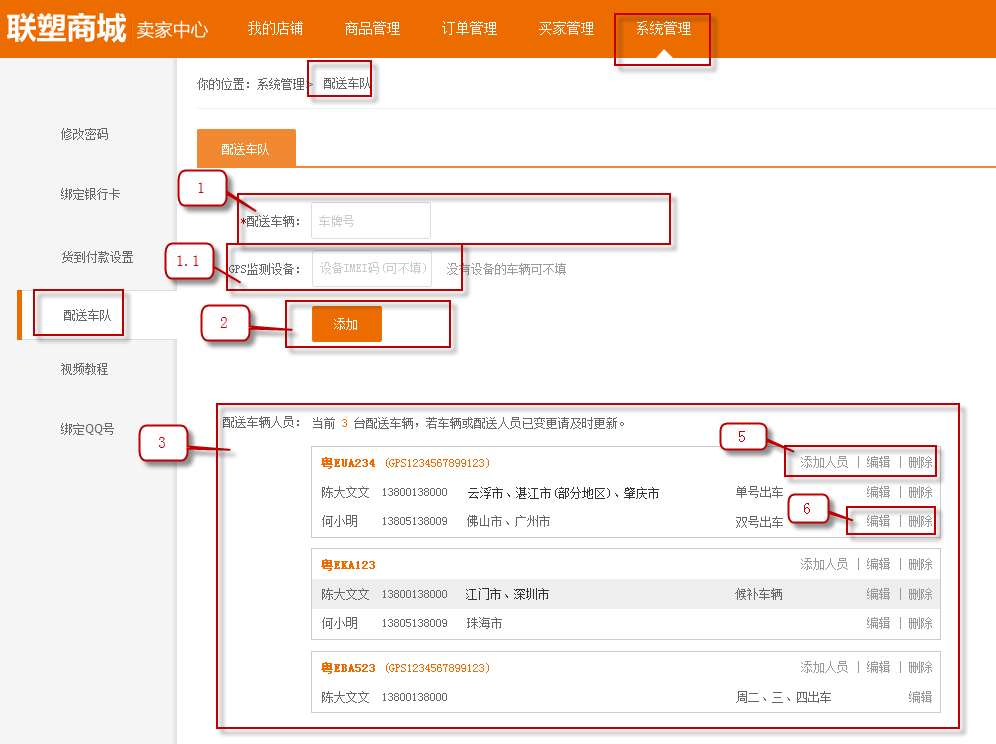 联塑商城 卖家中心 我的店铺 商品管理 订单管理 买家管理 系统管理
你的位置：系统管理> 配送车队
修改密码
绑定银行卡
货到付款设置
配送车队
视频教程
绑定QQ号
配送车队
1
*配送车辆： 车牌号
1.1
GPS监测设备： 设备IMEI码(可不填) 没有设备的车辆可不填
2
添加
3
配送车辆人员： 当前 3 台配送车辆，若车辆或配送人员已变更请及时更新。
5
粤EUA234 (GPS1234567899123) 添加人员 | 编辑 | 删除
陈大文文 13800138000 云浮市、湛江市(部分地区)、肇庆市 单号出车 编辑 | 删除
6
何小明 13805138009 佛山市、广州市 双号出车 编辑 | 删除
粤EKA123 添加人员 | 编辑 | 删除
陈大文文 13800138000 江门市、深圳市 候补车辆 编辑 | 删除
何小明 13805138009 珠海市 编辑 | 删除
粤EBA523 (GPS1234567899123) 添加人员 | 编辑 | 删除
陈大文文 13800138000 周二、三、四出车 编辑